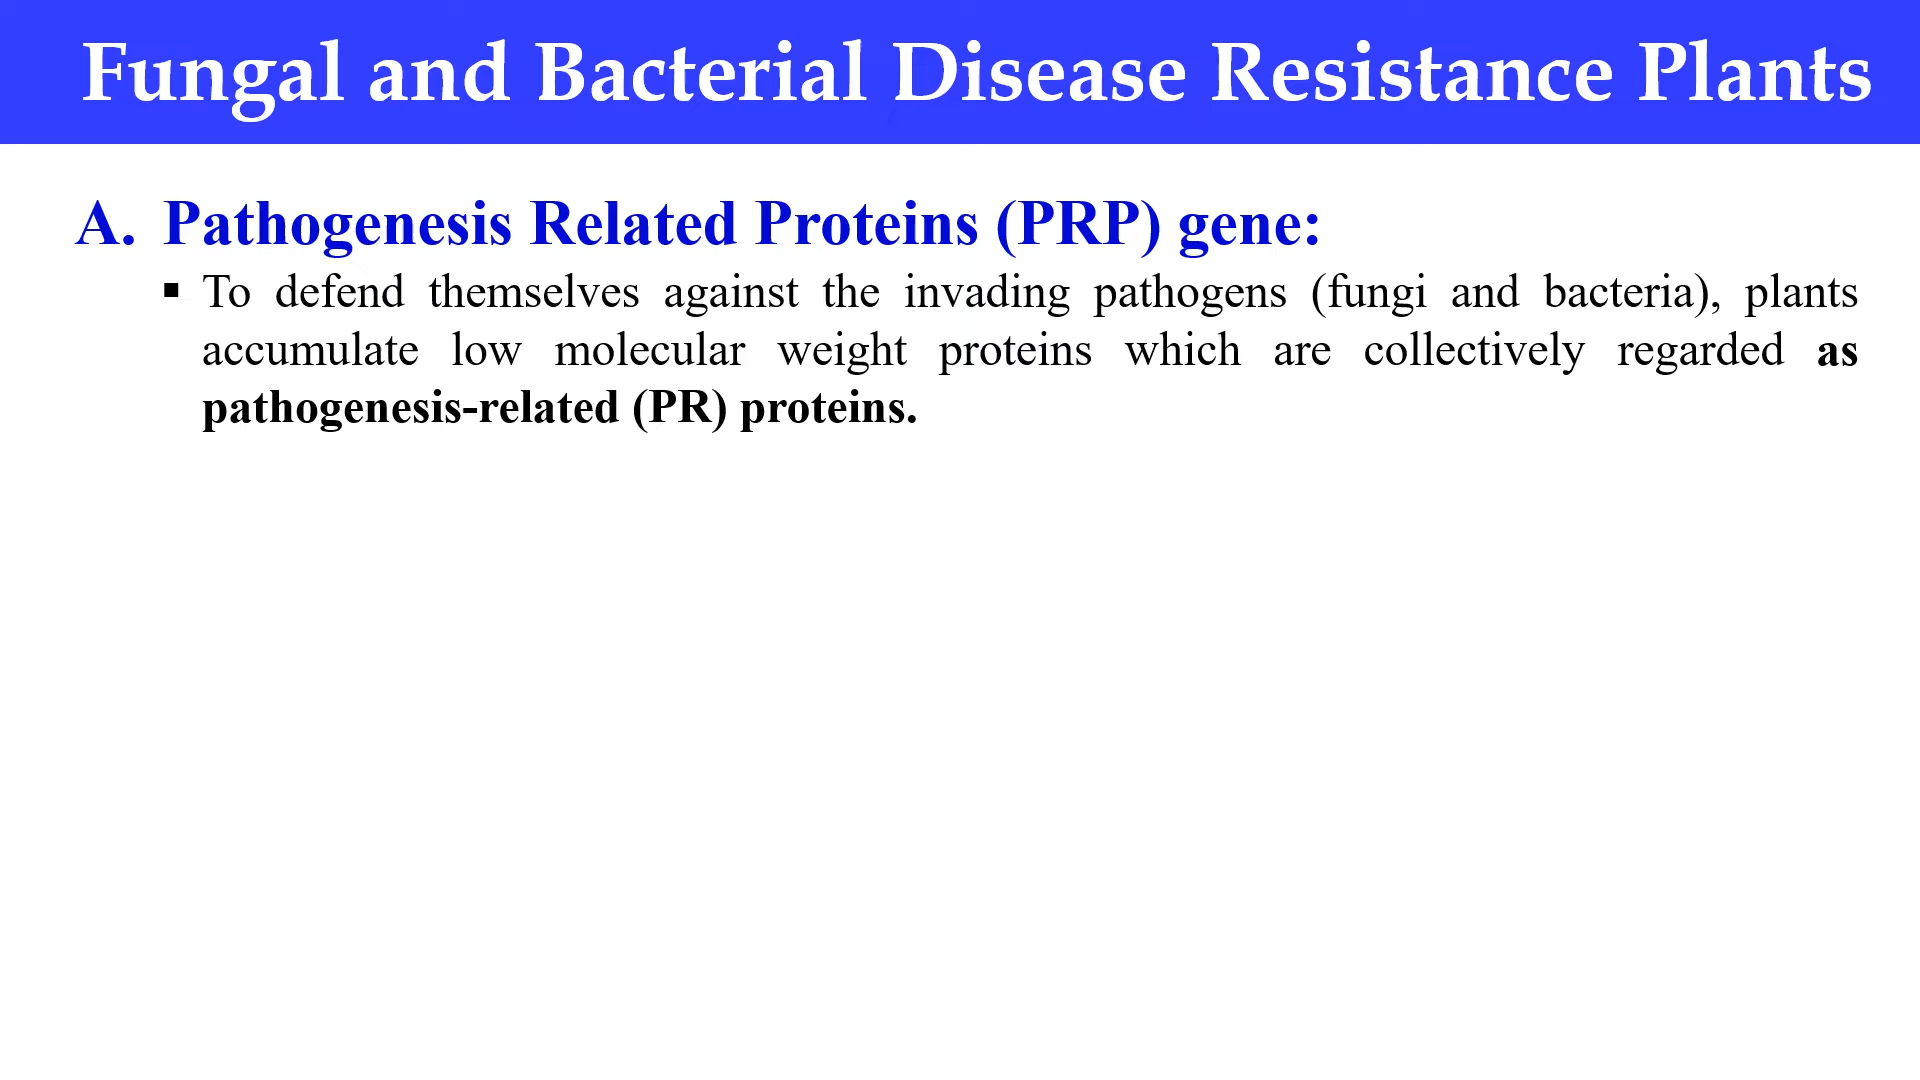 Fungal and Bacterial Disease Resistance Plants
A. Pathogenesis Related Proteins (PRP) gene:
▪ To defend themselves against the invading pathogens (fungi and bacteria), plants
accumulate low molecular weight proteins which are collectively regarded as
pathogenesis-related (PR) proteins.